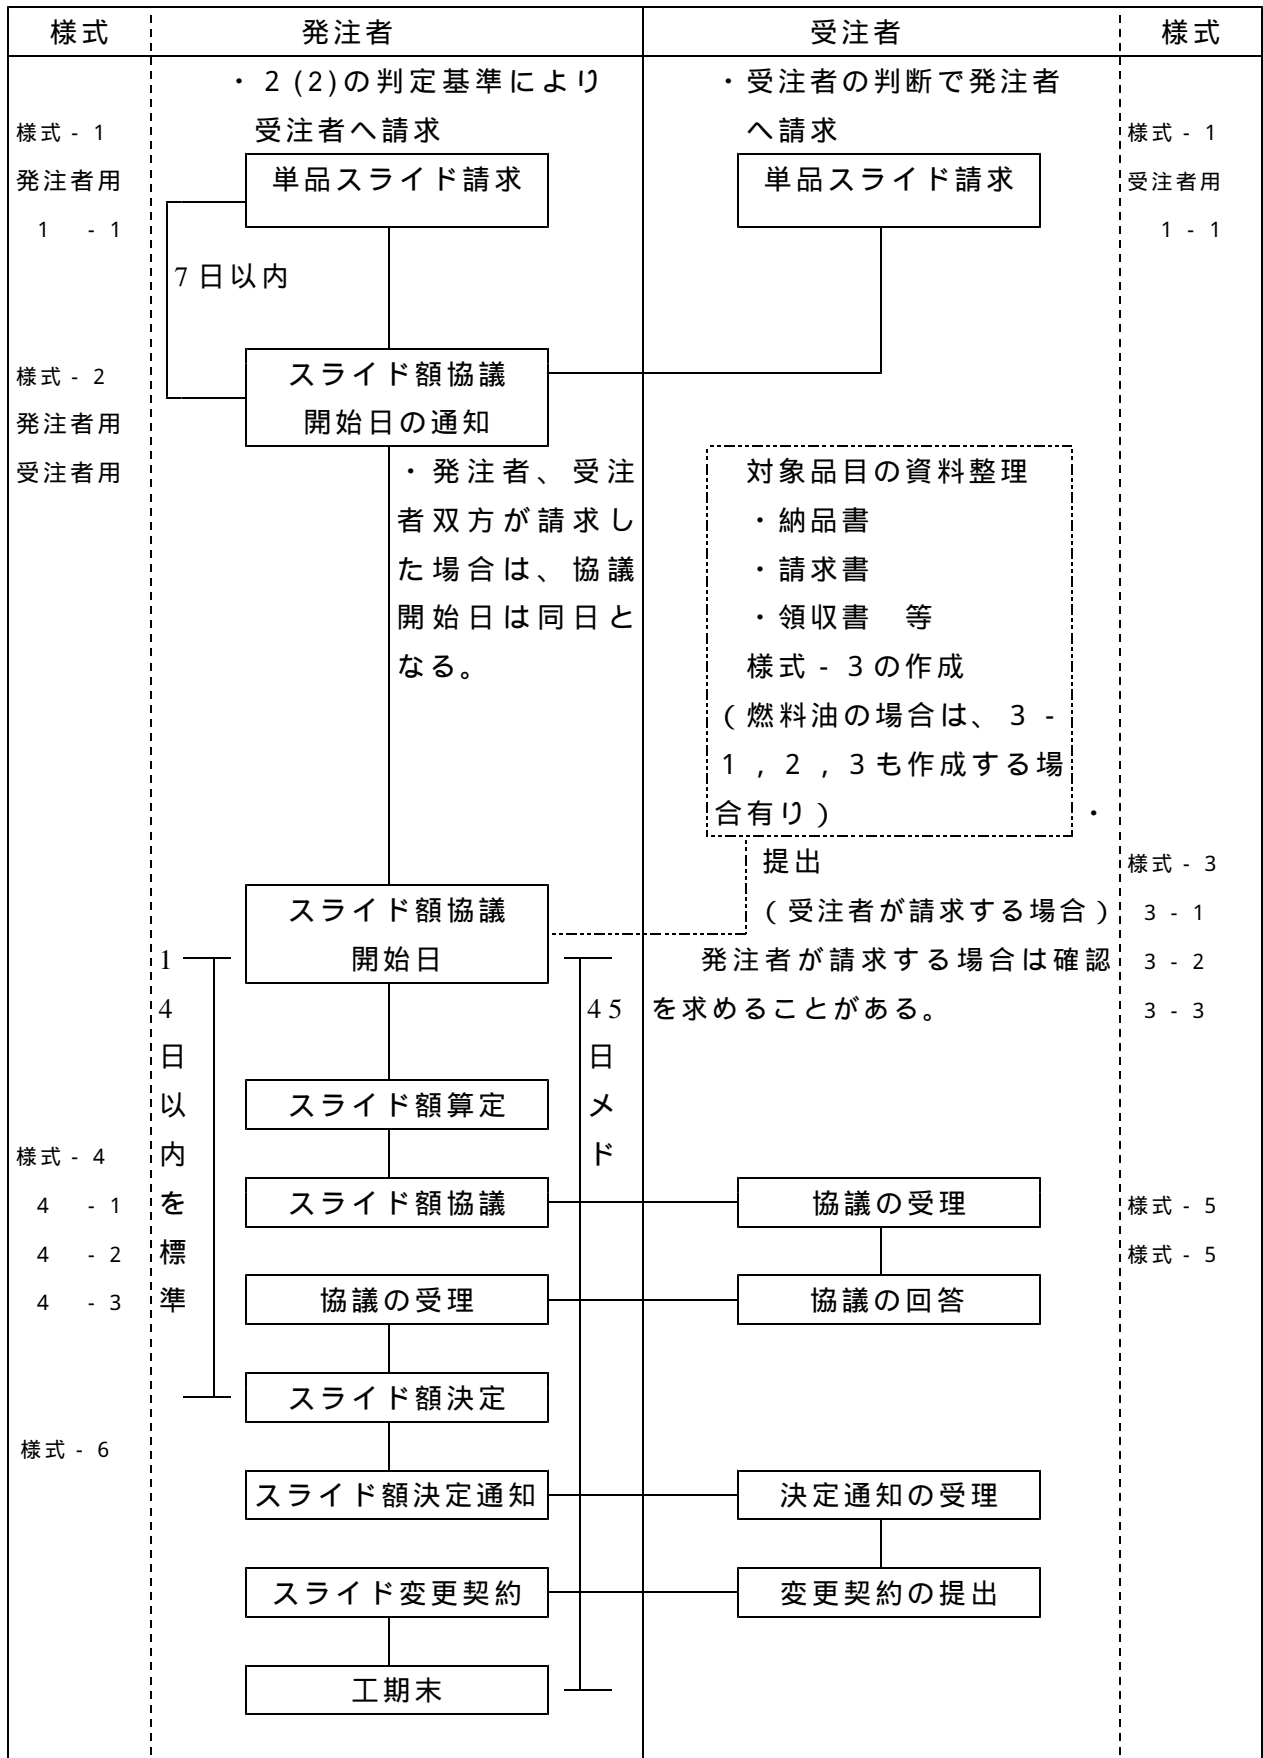 様式 発注者 受注者 様式
・２(2)の判定基準により
受注者へ請求
・受注者の判断で発注者
へ請求
様式 - 1
発注者用
1 - 1
単品スライド請求
単品スライド請求
様式 - 1
受注者用
1 - 1
7日以内
様式 - 2
発注者用
受注者用
スライド額協議
開始日の通知
・発注者、受注
者双方が請求し
た場合は、協議
開始日は同日と
なる。
対象品目の資料整理
・納品書
・請求書
・領収書　等
様式 - 3の作成
(燃料油の場合は、3 -
1 , 2 , 3も作成する場
合有り)
・
提出
(受注者が請求する場合)
発注者が請求する場合は確認
を求めることがある。
様式 - 3
3 - 1
3 - 2
3 - 3
スライド額協議
開始日
1
4
日
以
内
を
標
準
45
日
メ
ド
スライド額算定
様式 - 4
4 - 1
4 - 2
4 - 3
スライド額協議
協議の受理
様式 - 5
様式 - 5
協議の受理
協議の回答
スライド額決定
様式 - 6
スライド額決定通知
決定通知の受理
スライド変更契約
変更契約の提出
工期末